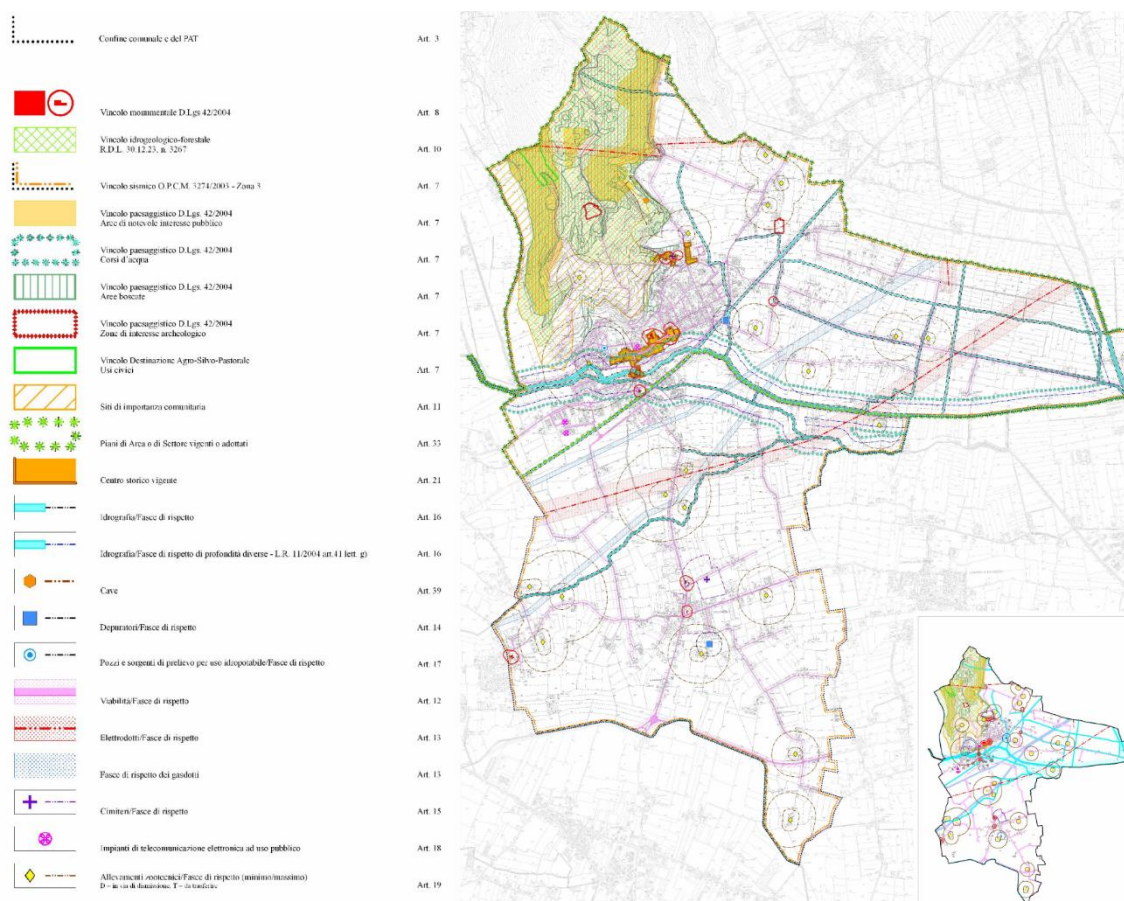 Confine comunale e del PAT Art. 3
Vincolo monumentale D.Lgs 42/2004 Art. 8
Vincolo idrogeologico-forestale
R.D.L. 30.12.23, n. 3267 Art. 10
Vincolo sismico O.P.C.M. 3274/2003 - Zona 3 Art. 7
Vincolo paesaggistico D.Lgs. 42/2004
Aree di notevole interesse pubblico Art. 7
Vincolo paesaggistico D.Lgs. 42/2004
Corsi d'acqua Art. 7
Vincolo paesaggistico D.Lgs. 42/2004
Aree boscate Art. 7
Vincolo paesaggistico D.Lgs. 42/2004
Zone di interesse archeologico Art. 7
Vincolo Destinazione Agro-Silvo-Pastorale
Usi civici Art. 7
Siti di importanza comunitaria Art. 11
Piani di Area o di Settore vigenti o adottati Art. 33
Centro storico vigente Art. 21
Idrografia/Fasce di rispetto Art. 16
Idrografia/Fasce di rispetto di profondità diverse - L.R. 11/2004 art.41 lett. g) Art. 16
Cave Art. 39
Depuratori/Fasce di rispetto Art. 14
Pozzi e sorgenti di prelievo per uso idropotabile/Fasce di rispetto Art. 17
Viabilità/Fasce di rispetto Art. 12
Elettrodotti/Fasce di rispetto Art. 13
Fasce di rispetto dei gasdotti Art. 13
Cimiteri/Fasce di rispetto Art. 15
Impianti di telecomunicazione elettronica ad uso pubblico Art. 18
Allevamenti zootecnici/Fasce di rispetto (minimo/massimo)
D = in via di dismissione, T = da trasferire Art. 19